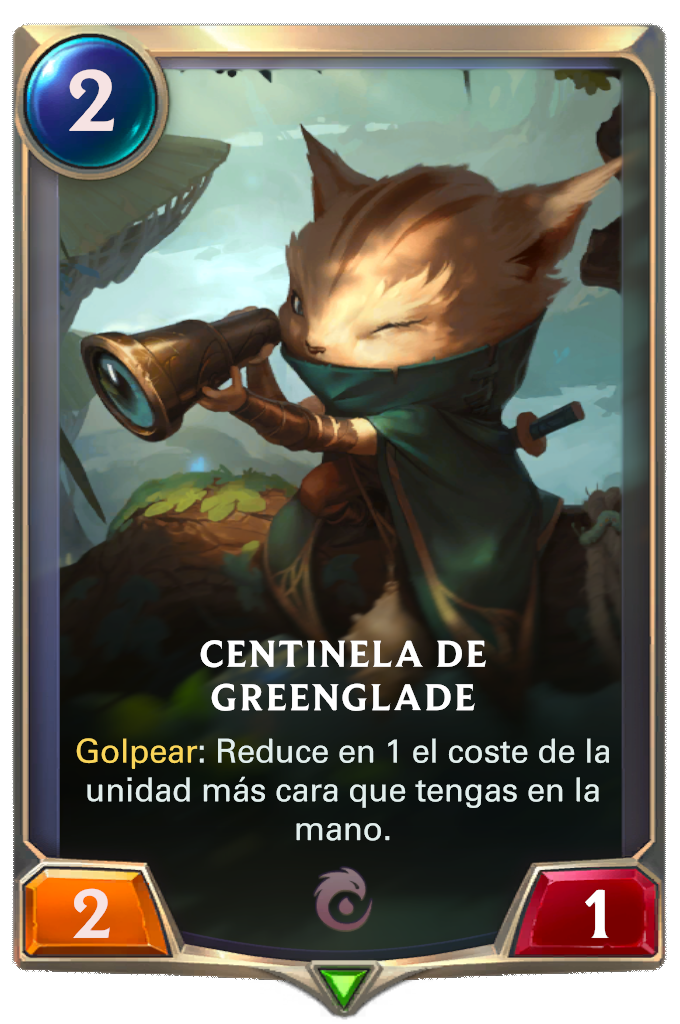 2
CENTINELA DE
GREENGLADE
Golpear: Reduce en 1 el coste de la
unidad más cara que tengas en la
mano.
2
1